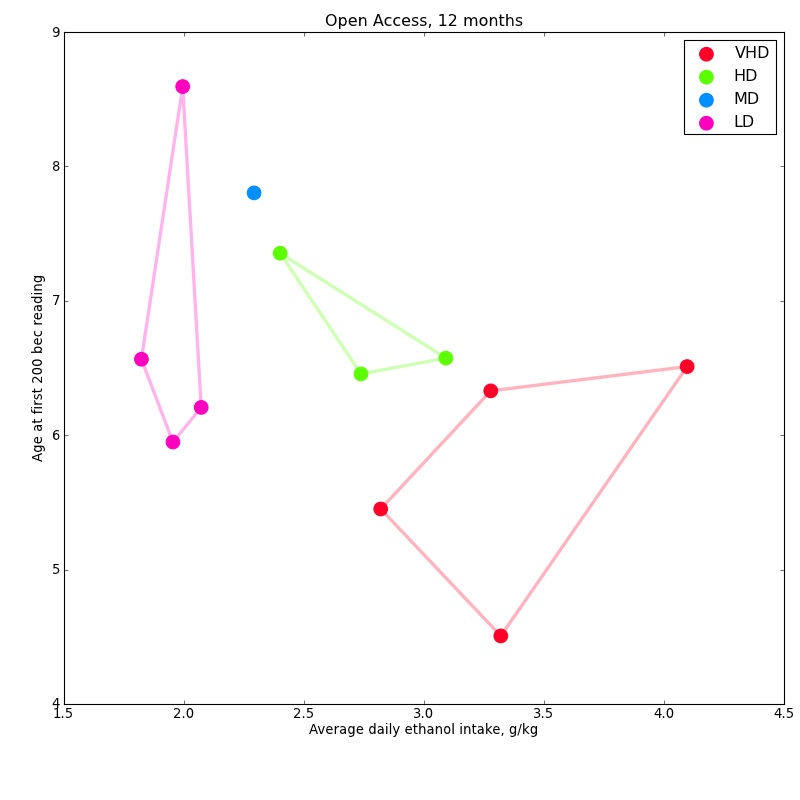 Open Access, 12 months
9
8
7
6
5
4
Age at first 200 bec reading
VHD
HD
MD
LD
1.5 2.0 2.5 3.0 3.5 4.0 4.5
Average daily ethanol intake, g/kg